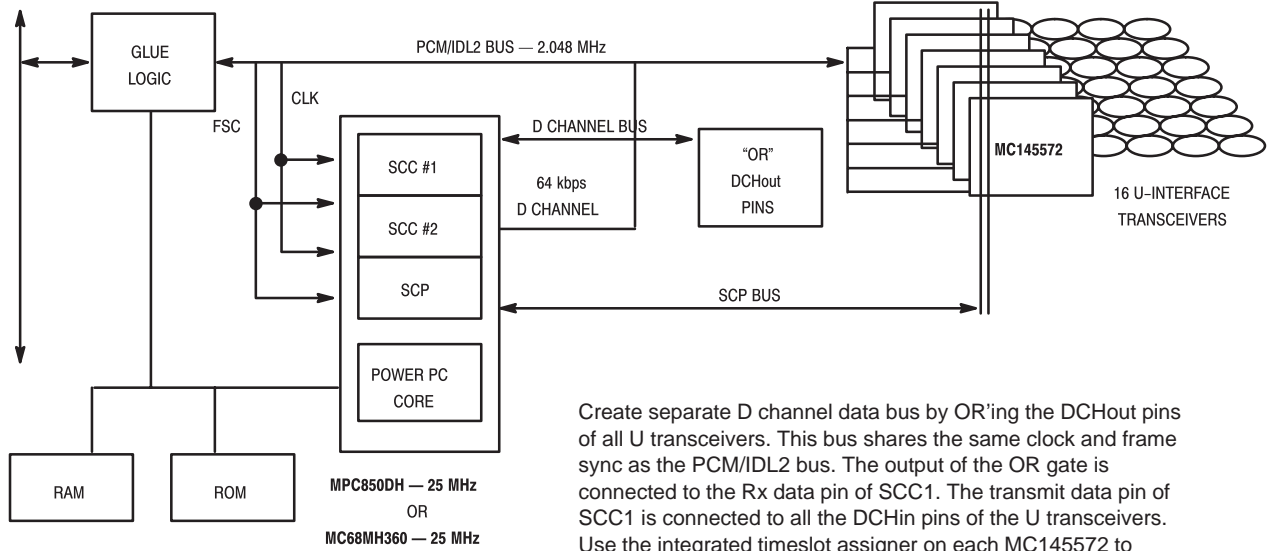 GLUE
LOGIC
PCM/IDL2 BUS — 2.048 MHz
CLK
FSC
SCC #1
SCC #2
SCP
POWER PC
CORE
D CHANNEL BUS
64 kbps
D CHANNEL
"OR"
DCHout
PINS
MC145572
16 U–INTERFACE
TRANSCEIVERS
SCP BUS
RAM
ROM
MPC850DH — 25 MHz
OR
MC68MH360 — 25 MHz
Create separate D channel data bus by OR'ing the DCHout pins
of all U transceivers. This bus shares the same clock and frame
sync as the PCM/IDL2 bus. The output of the OR gate is
connected to the Rx data pin of SCC1. The transmit data pin of
SCC1 is connected to all the DCHin pins of the U transceivers.
Use the integrated timeslot assigner on each MC145572 to